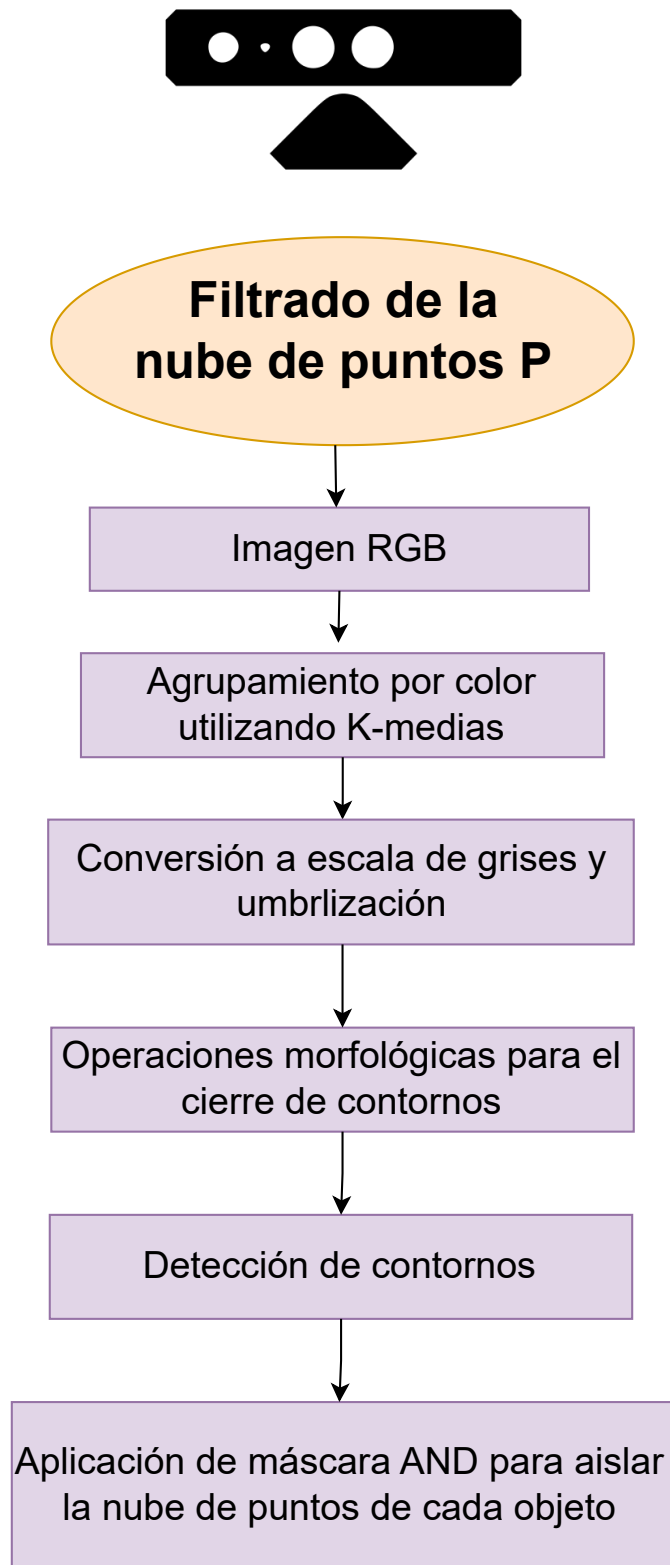 Filtrado de la
nube de puntos P
Imagen RGB
Agrupamiento por color
utilizando K-medias
Conversión a escala de grises y
umbrlización
Operaciones morfológicas para el
cierre de contornos
Detección de contornos
Aplicación de máscara AND para aislar
la nube de puntos de cada objeto